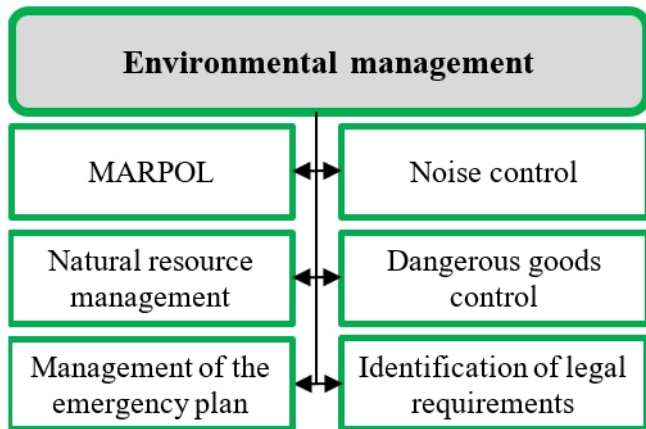 Environmental management
MARPOL
Noise control
Natural resource
management
Dangerous goods
control
Management of the
emergency plan
Identification of legal
requirements